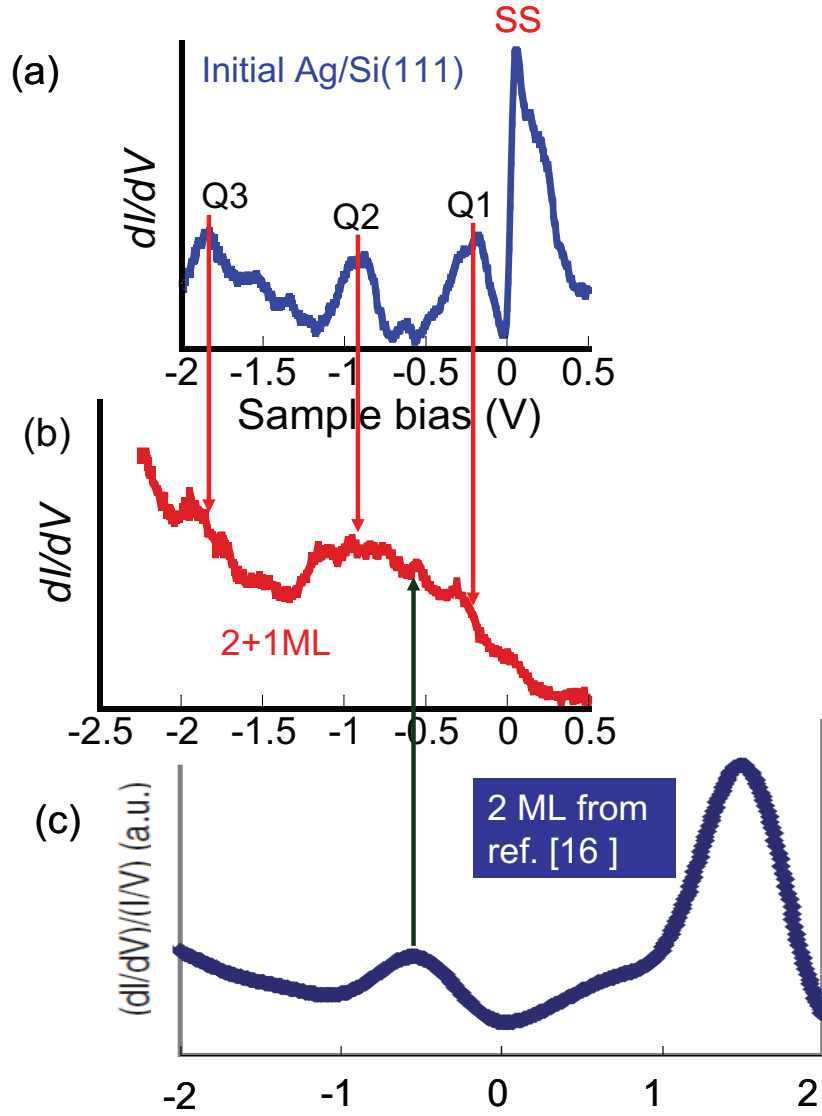 SS
(a)
Initial Ag/Si(111)
dI/dV
Q3
Q2
Q1
-2 -1.5 -1 -0.5 0 0.5
Sample bias (V)
(b)
dI/dV
2+1ML
-2.5 -2 -1.5 -1 -0.5 0 0.5
(c)
(dI/dV)/(I/V) (a.u.)
2 ML from
ref. [16 ]
-2 -1 0 1 2